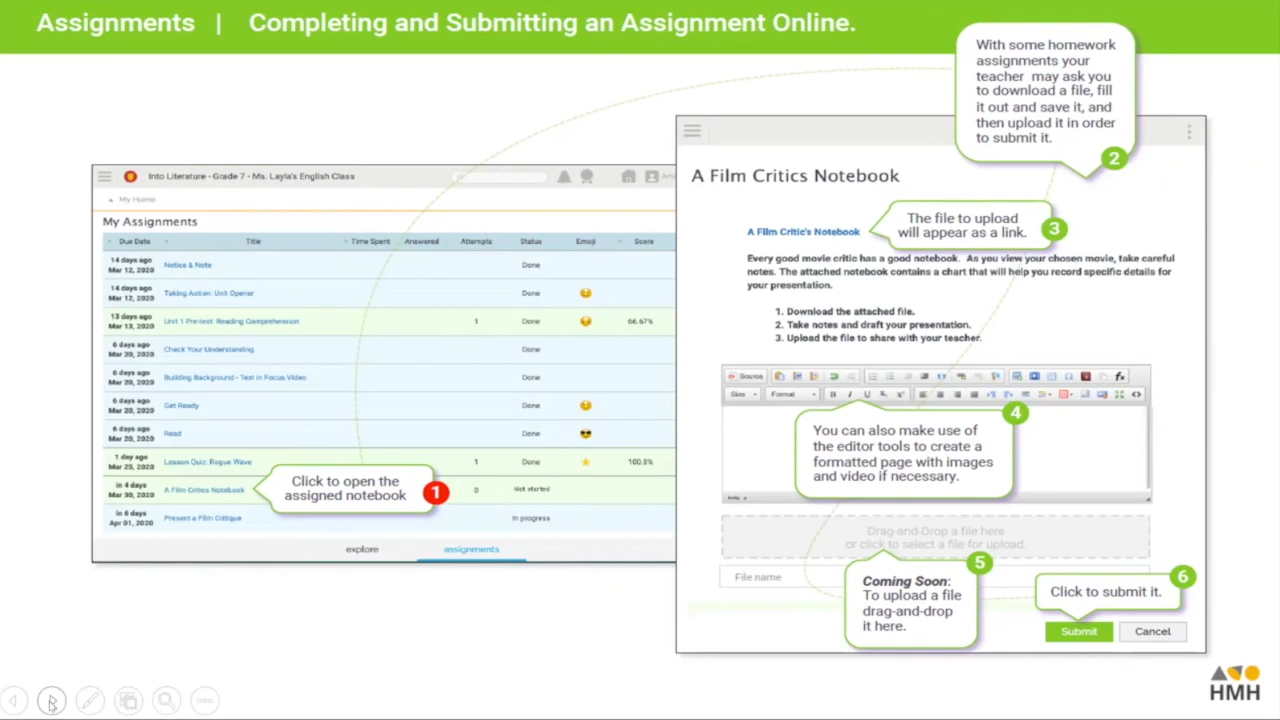 Assignments | Completing and Submitting an Assignment Online.
With some homework
assignments your
teacher may ask you
to download a file, fill
it out and save it, and
then upload it in order
to submit it.
2
Into Literature - Grade 7 - Ms. Layla's English Class
My Home
My Assignments
Due Date Title Time Spent Answered Attempts Status Emoji Score
14 days ago
Mar 12, 2020 Notice & Note Done
14 days ago
Mar 12, 2020 Taking Action: Unit Opener Done
13 days ago
Mar 13, 2020 Unit 1 Pre-test: Reading Comprehension 1 Done 66.67%
6 days ago
Mar 20, 2020 Check Your Understanding Done
6 days ago
Mar 20, 2020 Building Background - Text in Focus Video Done
6 days ago
Mar 20, 2020 Get Ready Done
6 days ago
Mar 20, 2020 Read Done
1 day ago
Mar 25, 2020 Lesson Quiz: Rogue Wave 1 Done 100.0%
in 4 days
Mar 30, 2020 A Film Critics Notebook 0 Not started
in 6 days
Apr 01, 2020 Present a Film Critique In progress
Click to open the
assigned notebook
1
explore assignments
A Film Critics Notebook
A Film Critic's Notebook
The file to upload
will appear as a link.
3
Every good movie critic has a good notebook. As you view your chosen movie, take careful
notes. The attached notebook contains a chart that will help you record specific details for
your presentation.
1. Download the attached file.
2. Take notes and draft your presentation.
3. Upload the file to share with your teacher.
Source
Size Format B I U
4
You can also make use of
the editor tools to create a
formatted page with images
and video if necessary.
body
Drag-and-Drop a file here
or click to select a file for upload.
File name
5
Coming Soon:
To upload a file
drag-and-drop
it here.
6
Click to submit it.
Submit Cancel
HMH